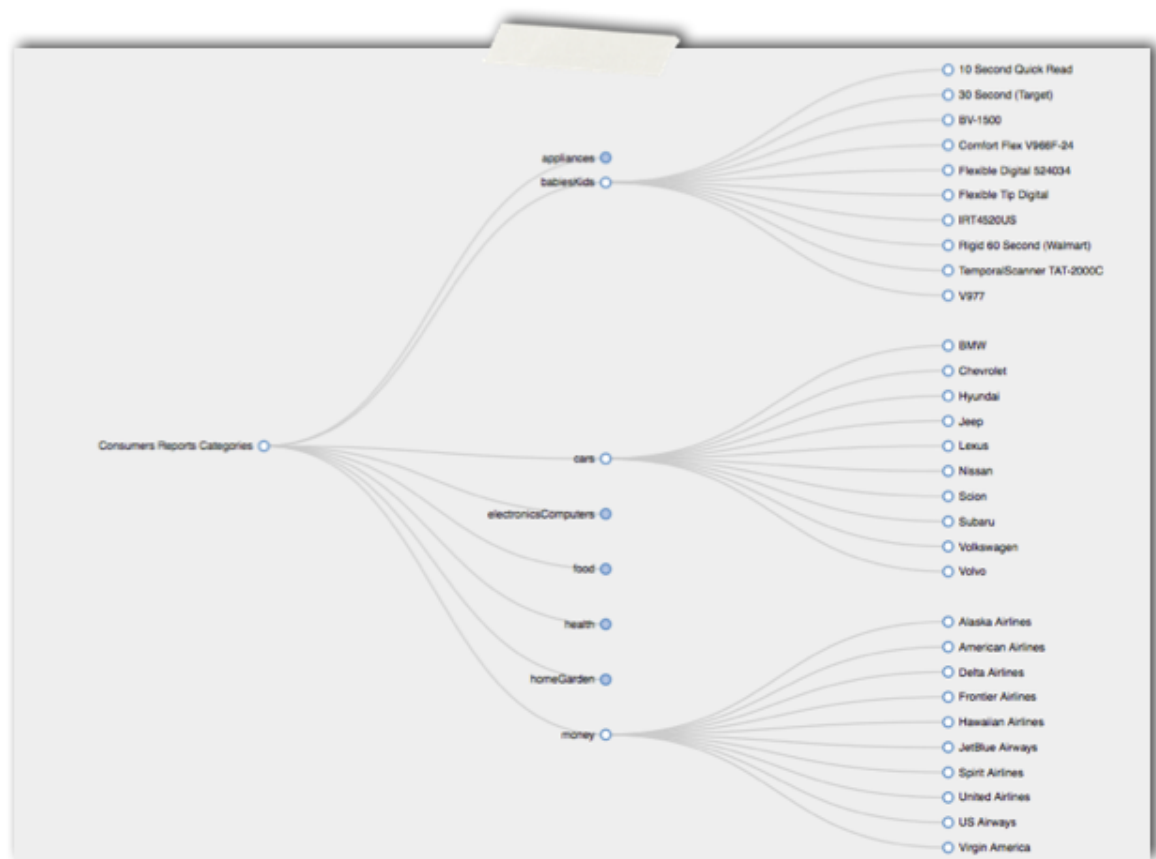 Consumers Reports Categories
appliances
babiesKids
10 Second Quick Read
30 Second (Target)
BV-1500
Comfort Flex V966F-24
Flexible Digital 524034
Flexible Tip Digital
IRT4520US
Rigid 60 Second (Walmart)
TemporalScanner TAT-2000C
V977
cars
BMW
Chevrolet
Hyundai
Jeep
Lexus
Nissan
Scion
Subaru
Volkswagen
Volvo
electronicsComputers
food
health
homeGarden
money
Alaska Airlines
American Airlines
Delta Airlines
Frontier Airlines
Hawaiian Airlines
JetBlue Airways
Spirit Airlines
United Airlines
US Airways
Virgin America